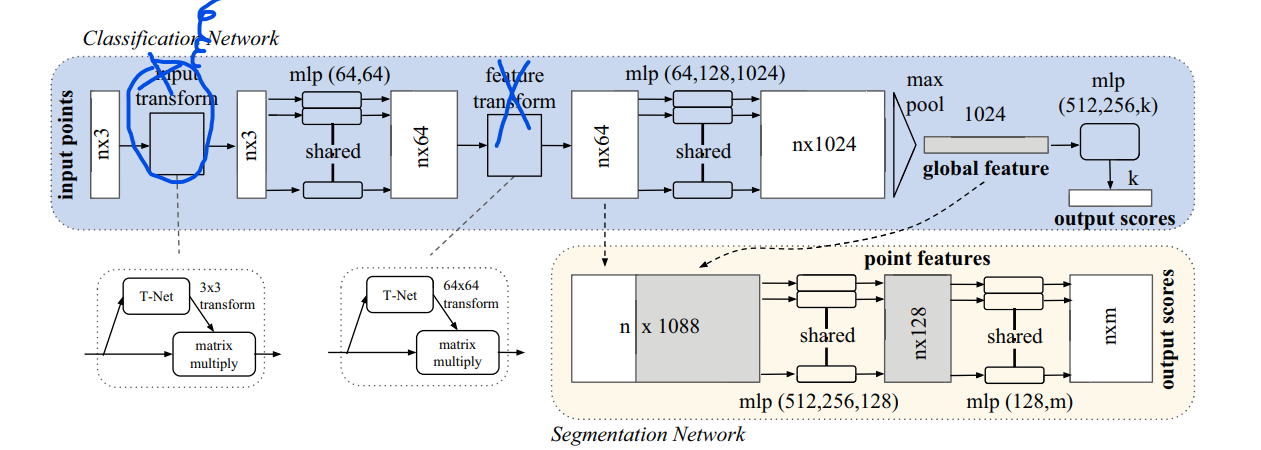 Classification Network
input points
nx3
input
transform
nx3
mlp (64,64)
shared
nx64
feature
transform
nx64
mlp (64,128,1024)
shared
nx1024
max
pool
1024
global feature
mlp
(512,256,k)
k
output scores
T-Net
3x3
transform
matrix
multiply
T-Net
64x64
transform
matrix
multiply
point features
n x 1088
shared
mlp (512,256,128)
nx128
shared
mlp (128,m)
nxm
output scores
Segmentation Network